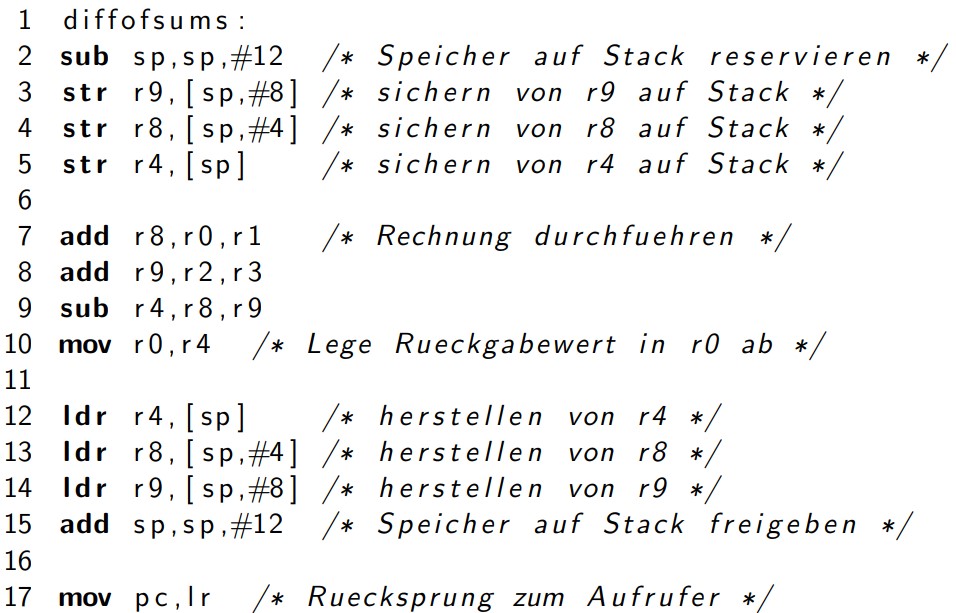 1 diffofsums:
2 sub sp,sp,#12 /* Speicher auf Stack reservieren */
3 str r9,[sp,#8] /* sichern von r9 auf Stack */
4 str r8,[sp,#4] /* sichern von r8 auf Stack */
5 str r4,[sp] /* sichern von r4 auf Stack */
6
7 add r8,r0,r1 /* Rechnung durchfuehren */
8 add r9,r2,r3
9 sub r4,r8,r9
10 mov r0,r4 /* Lege Rueckgabewert in r0 ab */
11
12 ldr r4,[sp] /* herstellen von r4 */
13 ldr r8,[sp,#4] /* herstellen von r8 */
14 ldr r9,[sp,#8] /* herstellen von r9 */
15 add sp,sp,#12 /* Speicher auf Stack freigeben */
16
17 mov pc,lr /* Ruecksprung zum Aufrufer */